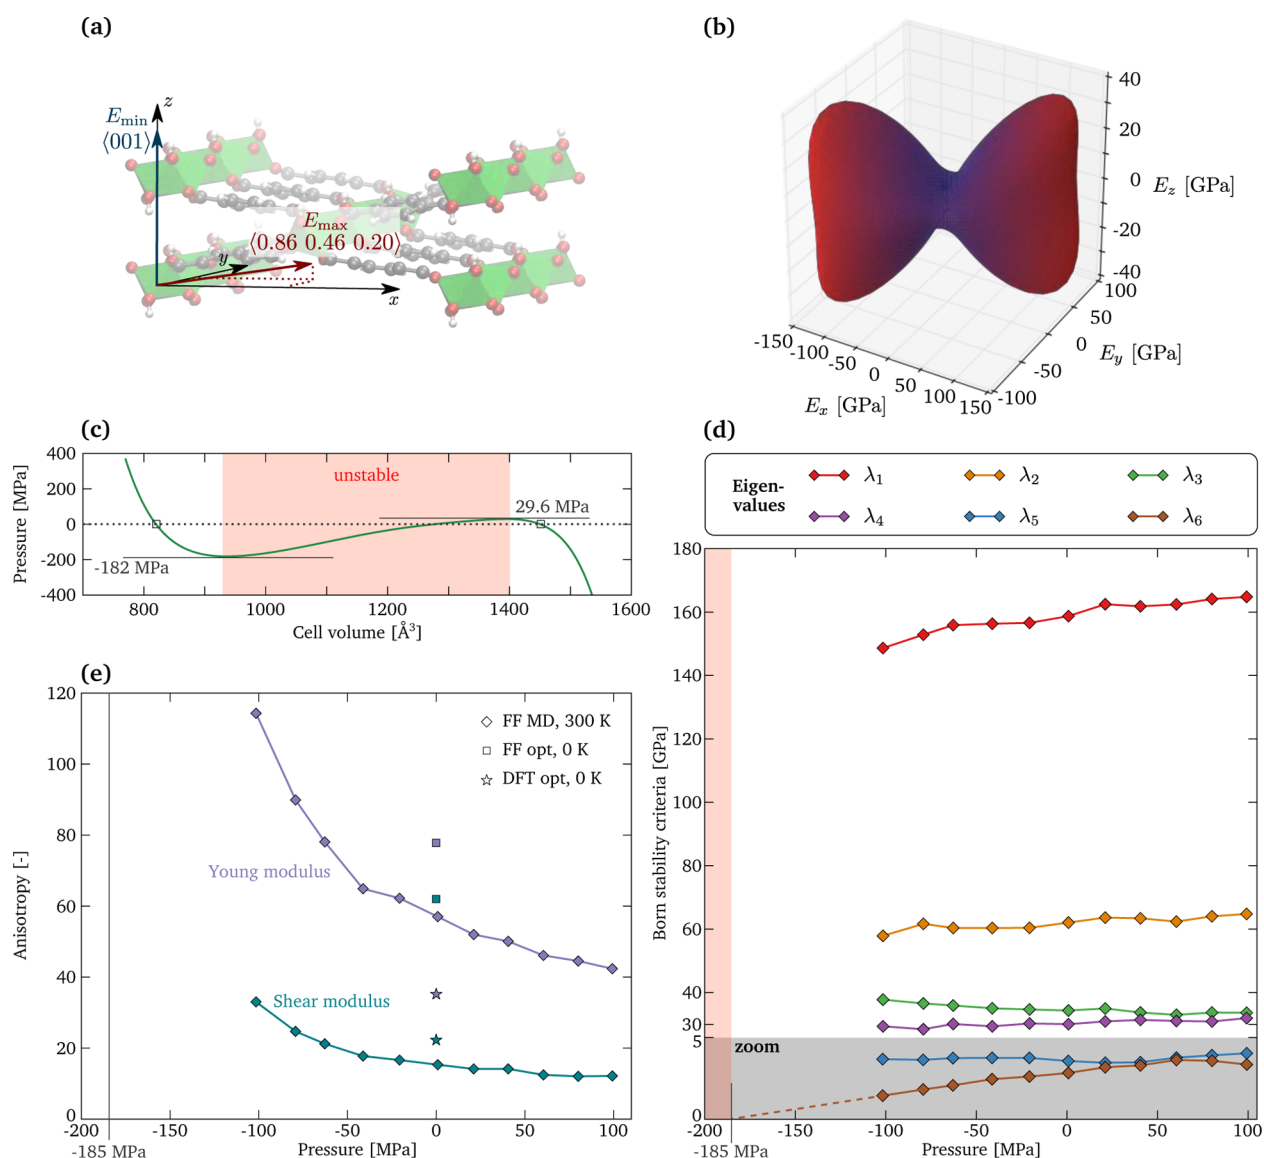 (a)
z
E_min
⟨001⟩
E_max
⟨0.86 0.46 0.20⟩
y
x
(b)
40
20
0
-20
-40
E_z [GPa]
100
50
0
-50
-100
E_y [GPa]
-150
-100
-50
0
50
100
150
E_x [GPa]
(c)
400
200
0
-200
-400
Pressure [MPa]
unstable
29.6 MPa
-182 MPa
800 1000 1200 1400 1600
Cell volume [Å³]
(d)
Eigen-
values
λ₁ λ₂ λ₃
λ₄ λ₅ λ₆
180
160
140
120
100
80
60
40
30
5
0
Born stability criteria [GPa]
zoom
-200 -150 -100 -50 0 50 100
-185 MPa
Pressure [MPa]
(e)
120
100
80
60
40
20
0
Anisotropy [-]
FF MD, 300 K
FF opt, 0 K
DFT opt, 0 K
Young modulus
Shear modulus
-200 -150 -100 -50 0 50 100
-185 MPa
Pressure [MPa]